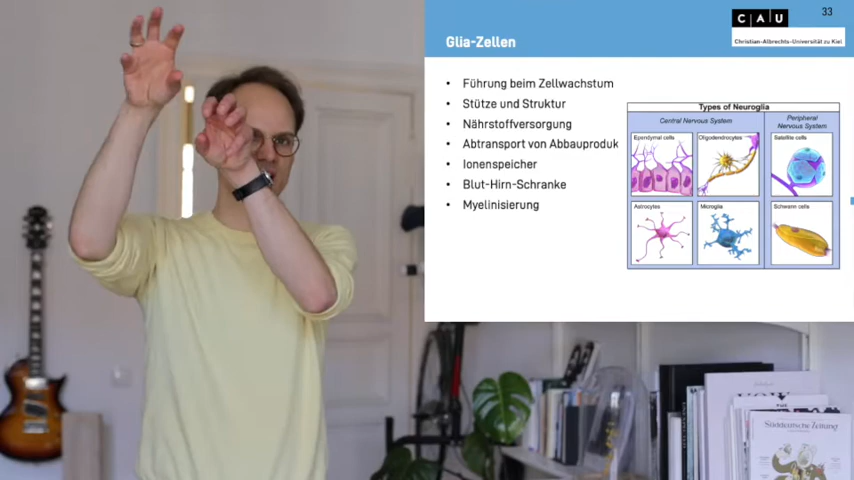 33
CAU
Christian-Albrechts-Universität zu Kiel
Glia-Zellen
• Führung beim Zellwachstum
• Stütze und Struktur
• Nährstoffversorgung
• Abtransport von Abbauproduk
• Ionenspeicher
• Blut-Hirn-Schranke
• Myelinisierung
Types of Neuroglia
Central Nervous System
Peripheral
Nervous System
Ependymal cells
Oligodendrocytes
Satellite cells
Astrocytes
Microglia
Schwann cells
Süddeutsche Zeitung